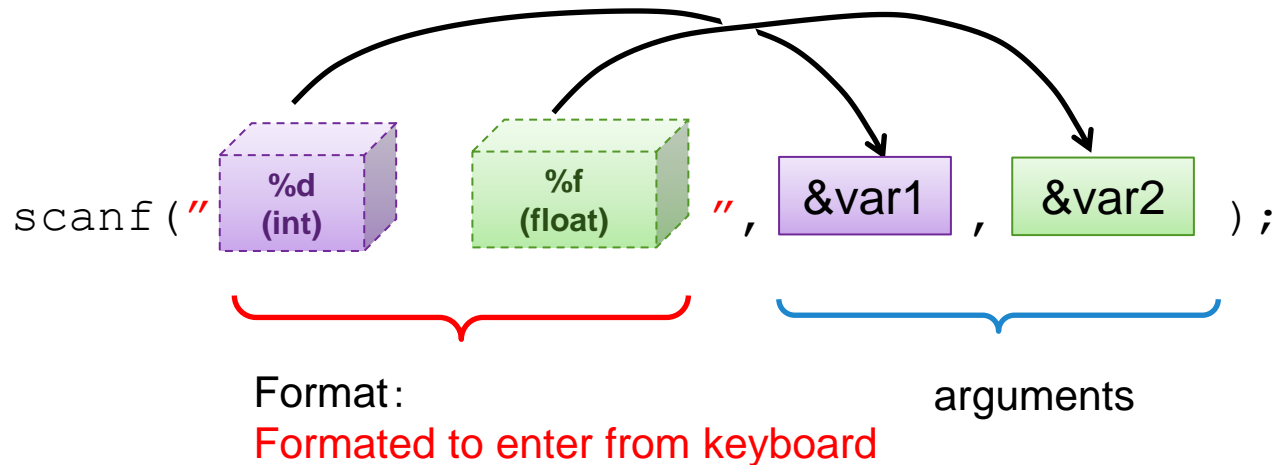 %d
(int)
%f
(float)
scanf(" ", &var1 , &var2 );
Format:
Formated to enter from keyboard
arguments